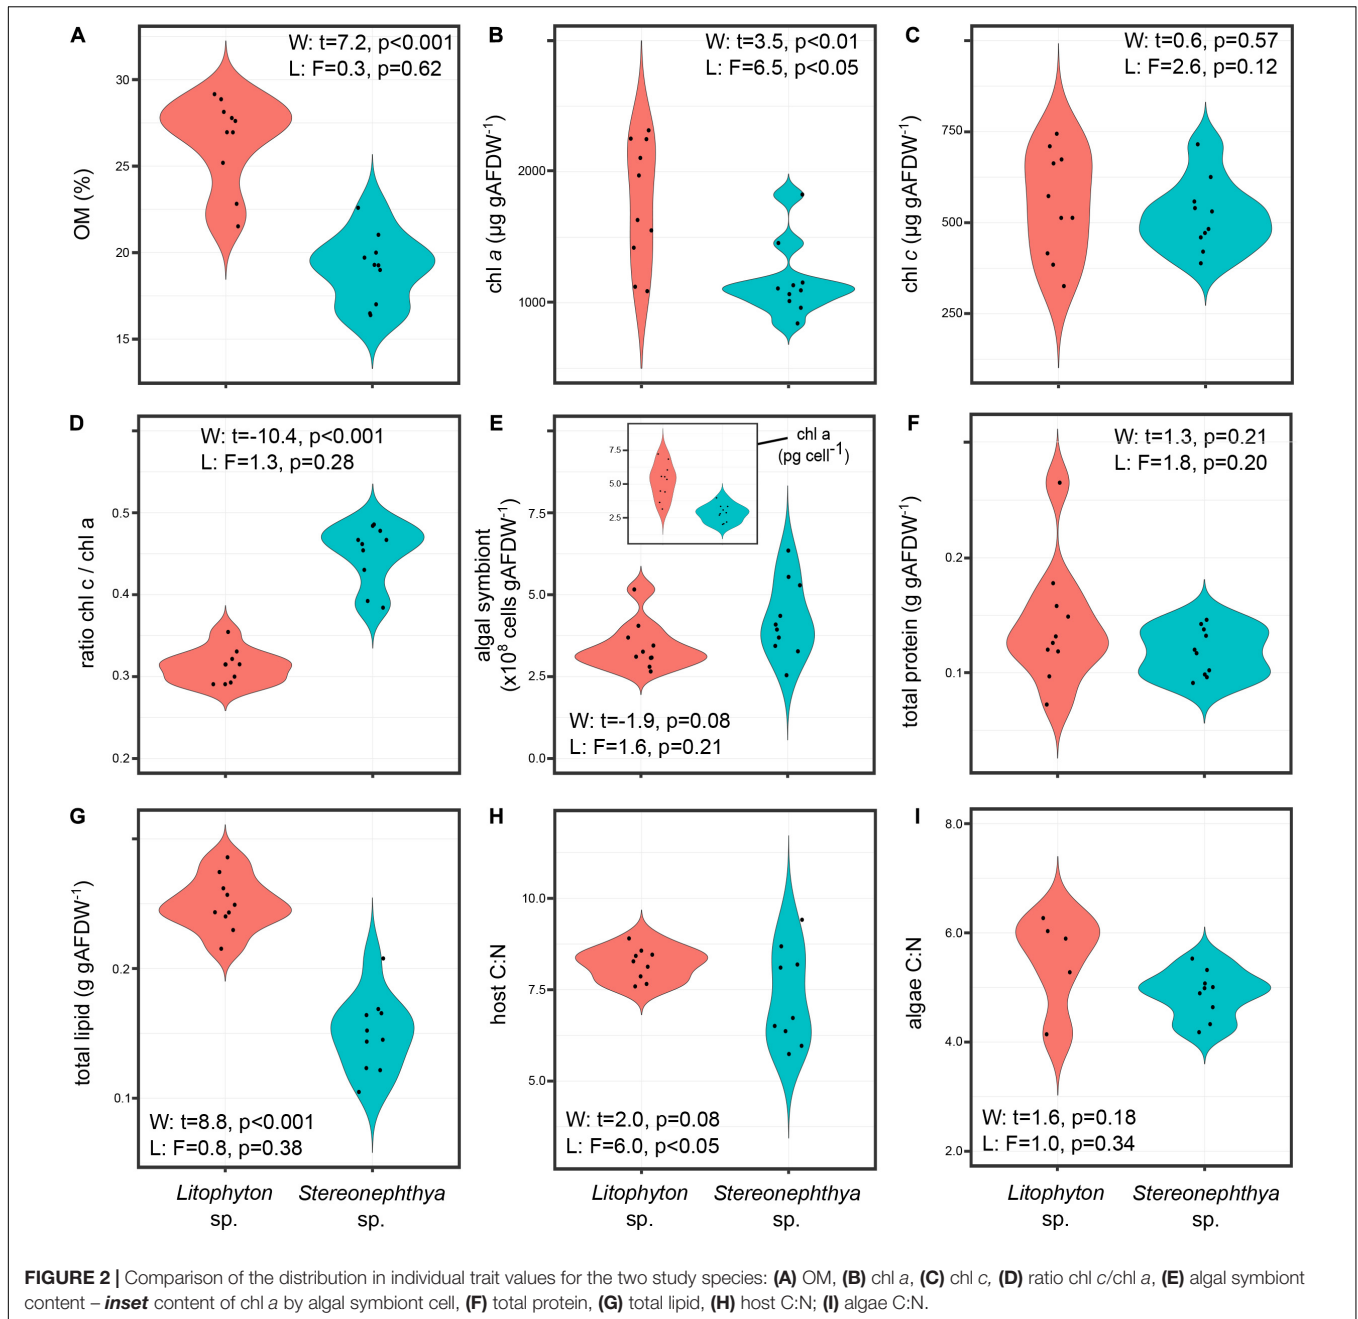 A
W: t=7.2, p<0.001
L: F=0.3, p=0.62
OM (%)
30
25
20
15
B
W: t=3.5, p<0.01
L: F=6.5, p<0.05
chl a (µg gAFDW-1)
2000
1000
C
W: t=0.6, p=0.57
L: F=2.6, p=0.12
chl c (µg gAFDW-1)
750
500
250
D
W: t=-10.4, p<0.001
L: F=1.3, p=0.28
ratio chl c / chl a
0.5
0.4
0.3
0.2
E
chl a
(pg cell-1)
7.5
5.0
2.5
algal symbiont
(x108 cells gAFDW-1)
7.5
5.0
2.5
0.0
W: t=-1.9, p=0.08
L: F=1.6, p=0.21
F
W: t=1.3, p=0.21
L: F=1.8, p=0.20
total protein (g gAFDW-1)
0.2
0.1
G
total lipid (g gAFDW-1)
0.2
0.1
W: t=8.8, p<0.001
L: F=0.8, p=0.38
Litophyton
sp.
Stereonephthya
sp.
H
host C:N
10.0
7.5
5.0
W: t=2.0, p=0.08
L: F=6.0, p<0.05
Litophyton
sp.
Stereonephthya
sp.
I
algae C:N
8.0
6.0
4.0
2.0
W: t=1.6, p=0.18
L: F=1.0, p=0.34
Litophyton
sp.
Stereonephthya
sp.
FIGURE 2 | Comparison of the distribution in individual trait values for the two study species: (A) OM, (B) chl a, (C) chl c, (D) ratio chl c/chl a, (E) algal symbiont
content – inset content of chl a by algal symbiont cell, (F) total protein, (G) total lipid, (H) host C:N; (I) algae C:N.